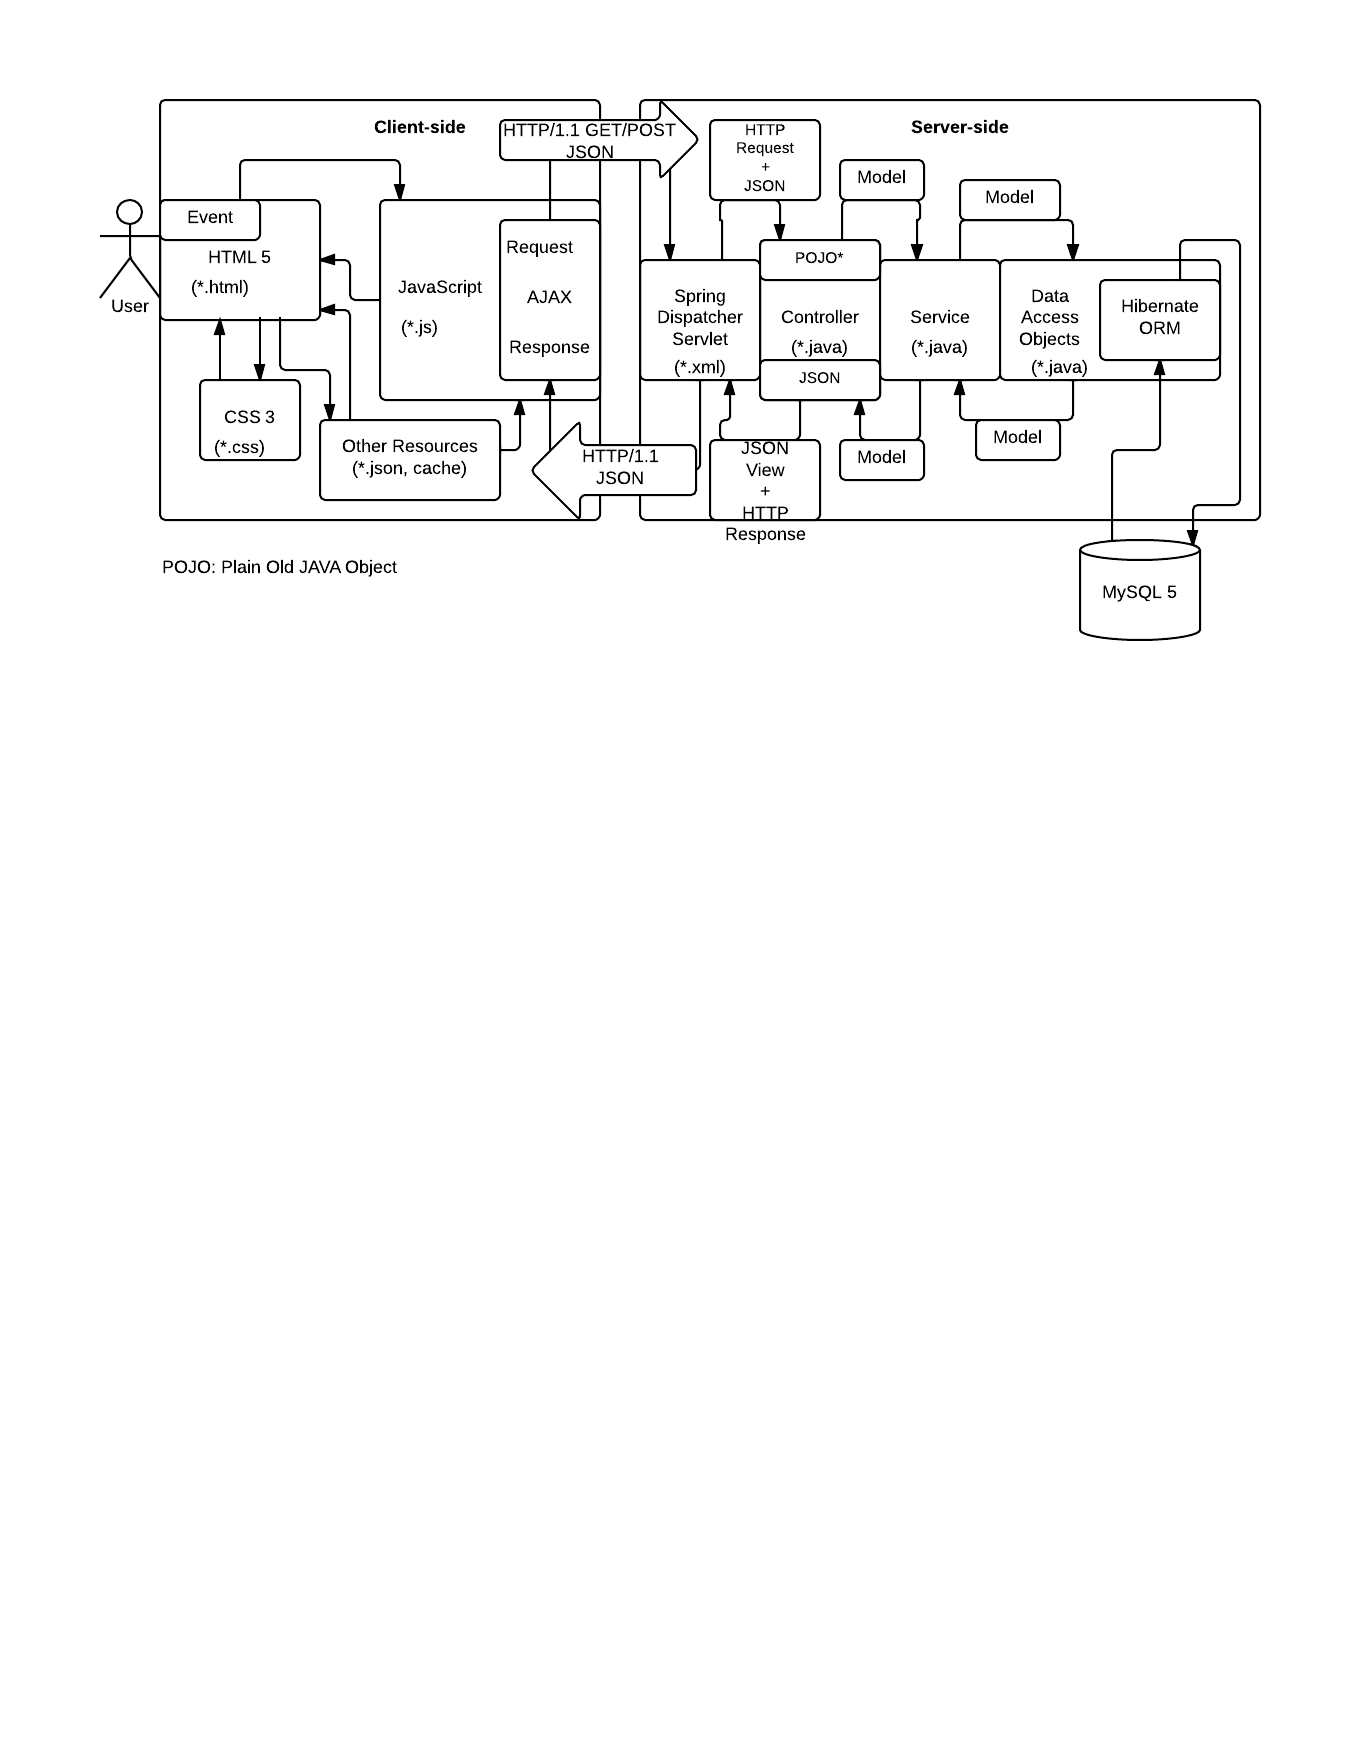 Client-side
HTTP/1.1 GET/POST
JSON
Event
HTML 5
(*.html)
User
JavaScript
(*.js)
Request
AJAX
Response
CSS 3
(*.css)
Other Resources
(*.json, cache)
HTTP/1.1
JSON
Server-side
HTTP
Request
+
JSON
Model
Model
POJO*
Spring
Dispatcher
Servlet
(*.xml)
Controller
(*.java)
JSON
Service
(*.java)
Data
Access
Objects
(*.java)
Hibernate
ORM
JSON
View
+
HTTP
Response
Model
Model
MySQL 5
POJO: Plain Old JAVA Object